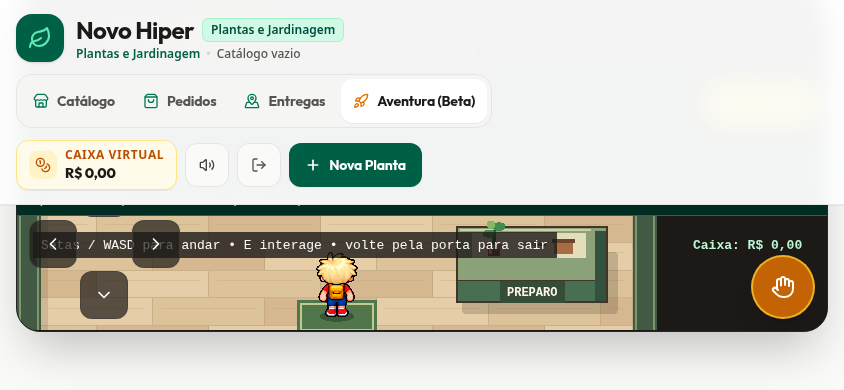 Novo Hiper
Plantas e Jardinagem
Plantas e Jardinagem • Catálogo vazio
Catálogo
Pedidos
Entregas
Aventura (Beta)
CAIXA VIRTUAL
R$ 0,00
Nova Planta
Setas / WASD para andar • E interage • volte pela porta para sair
Caixa: R$ 0,00
PREPARO